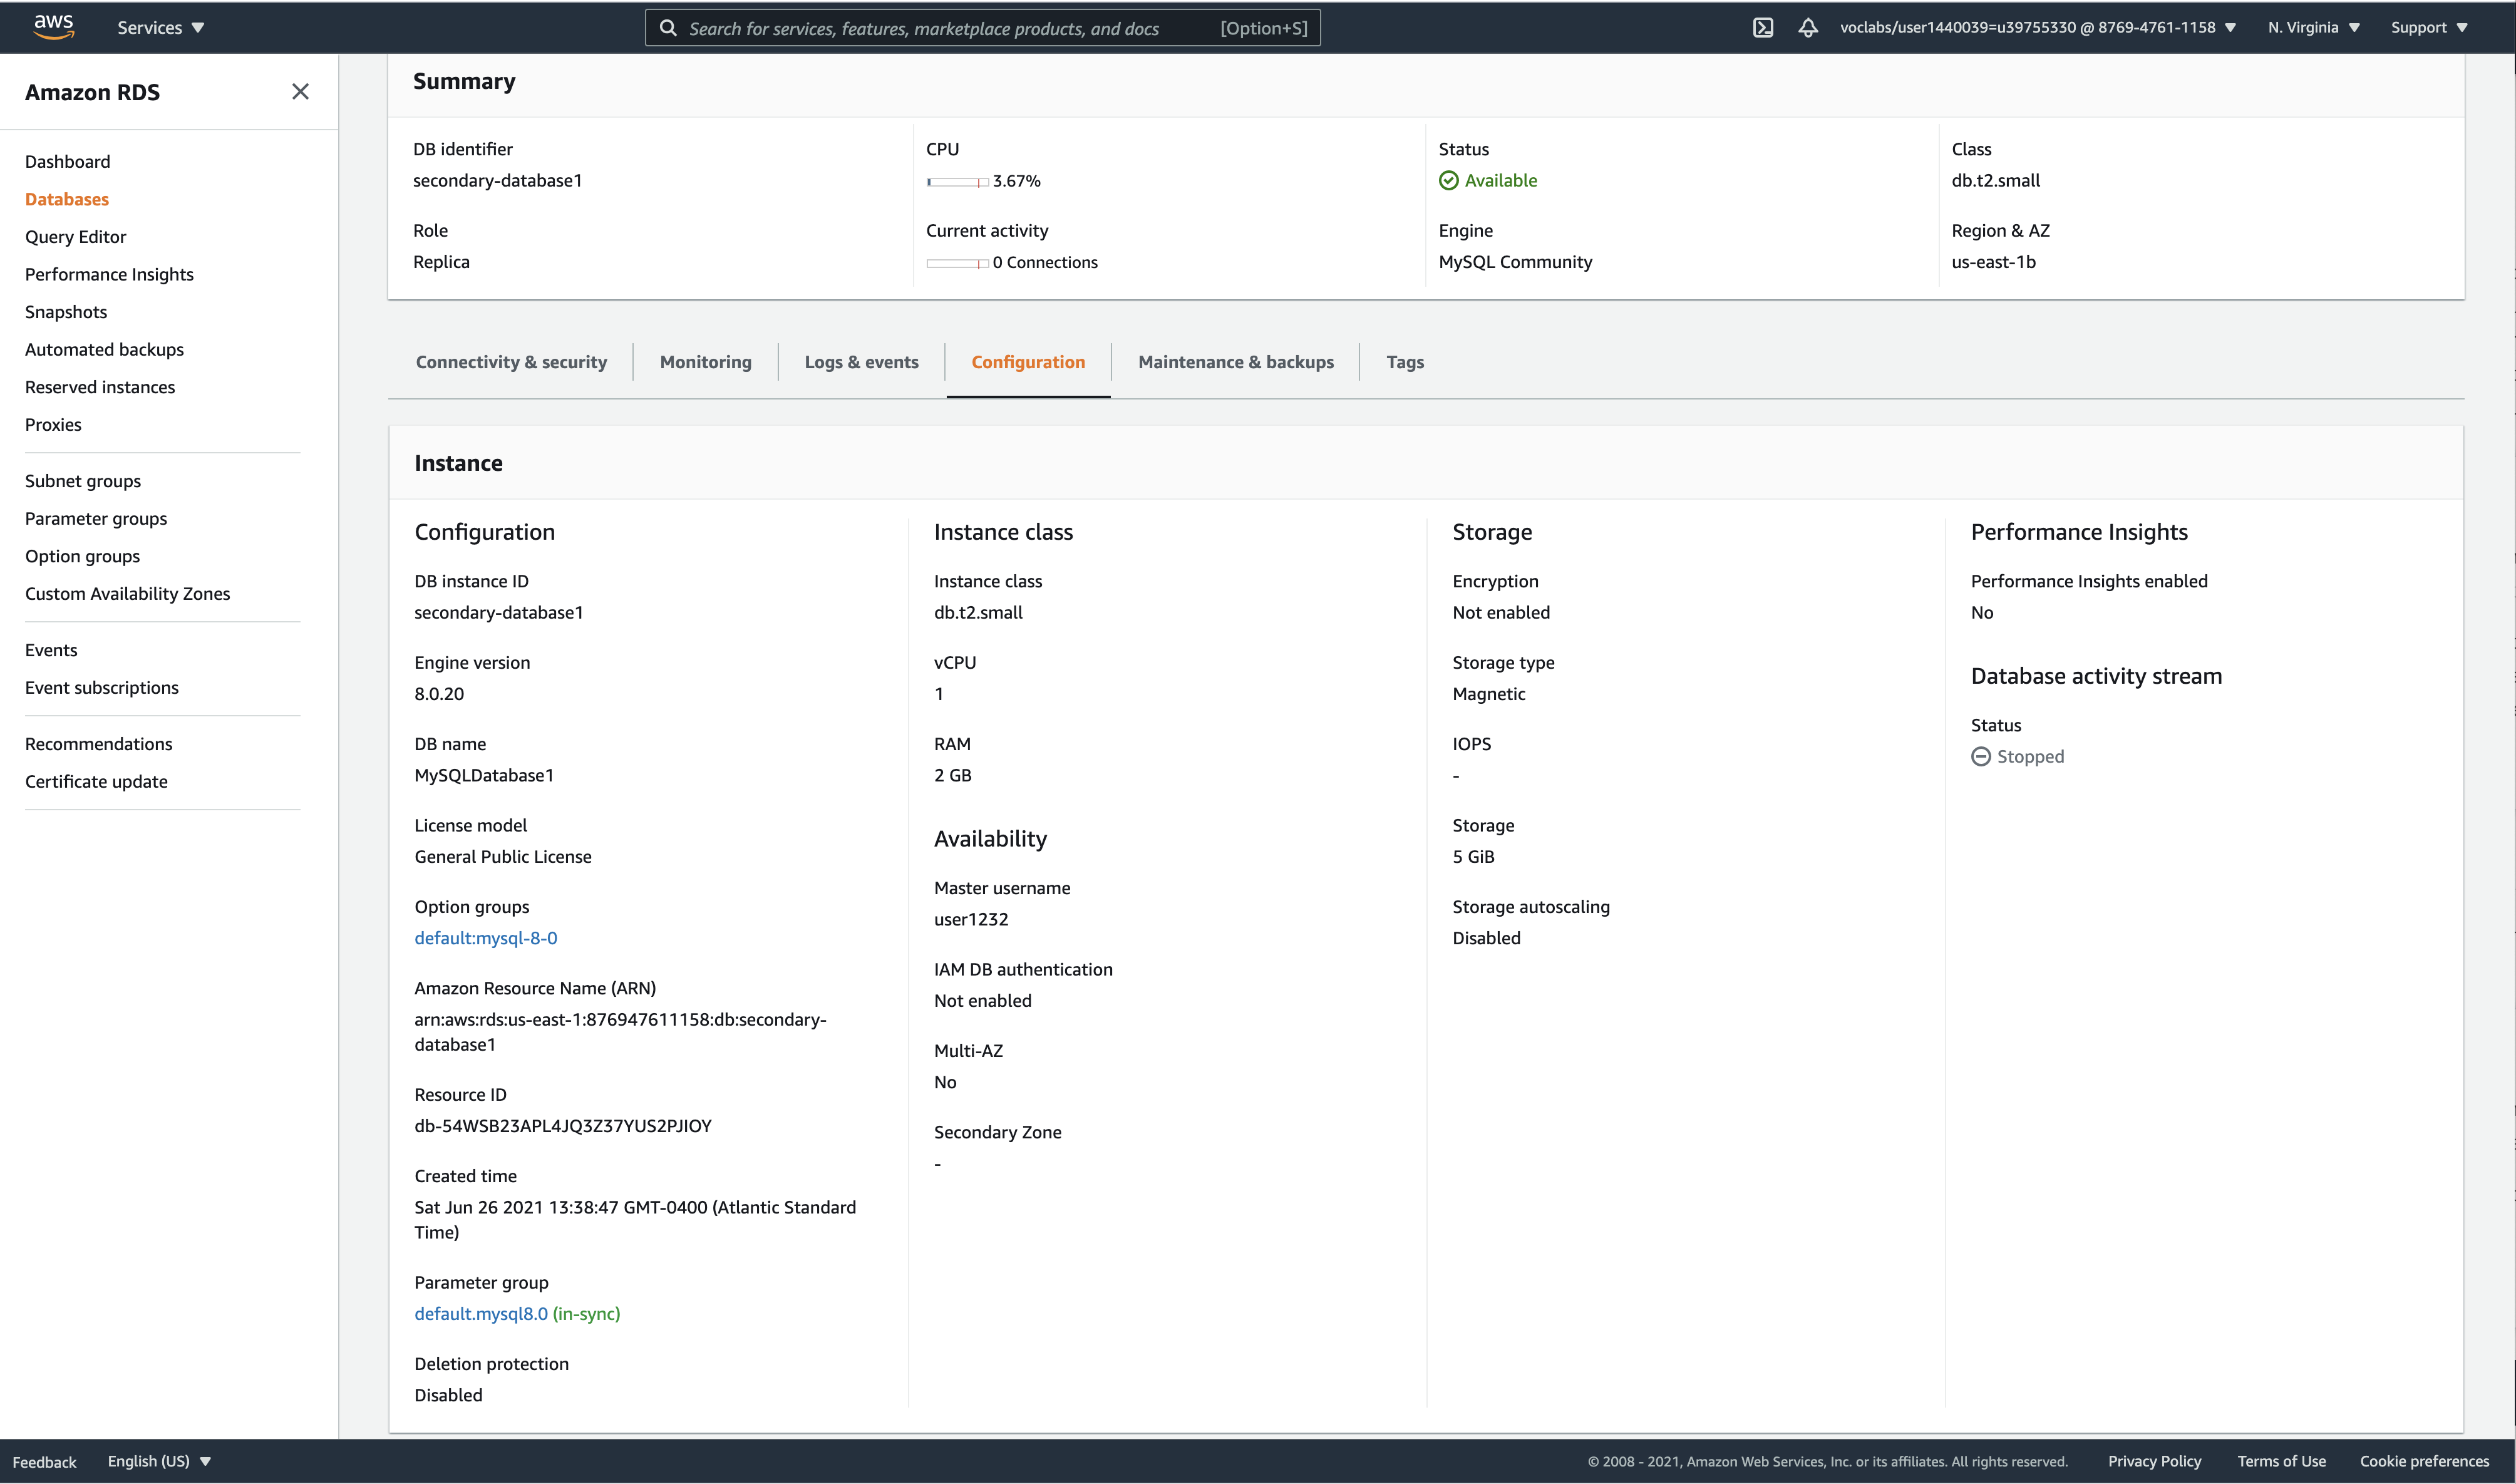 aws
Services
Search for services, features, marketplace products, and docs [Option+S]
voclabs/user1440039=u39755330 @ 8769-4761-1158
N. Virginia
Support
Amazon RDS
Dashboard
Databases
Query Editor
Performance Insights
Snapshots
Automated backups
Reserved instances
Proxies
Subnet groups
Parameter groups
Option groups
Custom Availability Zones
Events
Event subscriptions
Recommendations
Certificate update
Summary
DB identifier
secondary-database1
Role
Replica
CPU
3.67%
Current activity
0 Connections
Status
Available
Engine
MySQL Community
Class
db.t2.small
Region & AZ
us-east-1b
Connectivity & security
Monitoring
Logs & events
Configuration
Maintenance & backups
Tags
Instance
Configuration
DB instance ID
secondary-database1
Engine version
8.0.20
DB name
MySQLDatabase1
License model
General Public License
Option groups
default:mysql-8-0
Amazon Resource Name (ARN)
arn:aws:rds:us-east-1:876947611158:db:secondary-
database1
Resource ID
db-54WSB23APL4JQ3Z37YUS2PJIOY
Created time
Sat Jun 26 2021 13:38:47 GMT-0400 (Atlantic Standard
Time)
Parameter group
default.mysql8.0 (in-sync)
Deletion protection
Disabled
Instance class
Instance class
db.t2.small
vCPU
1
RAM
2 GB
Availability
Master username
user1232
IAM DB authentication
Not enabled
Multi-AZ
No
Secondary Zone
-
Storage
Encryption
Not enabled
Storage type
Magnetic
IOPS
-
Storage
5 GiB
Storage autoscaling
Disabled
Performance Insights
Performance Insights enabled
No
Database activity stream
Status
Stopped
Feedback
English (US)
© 2008 - 2021, Amazon Web Services, Inc. or its affiliates. All rights reserved.
Privacy Policy
Terms of Use
Cookie preferences